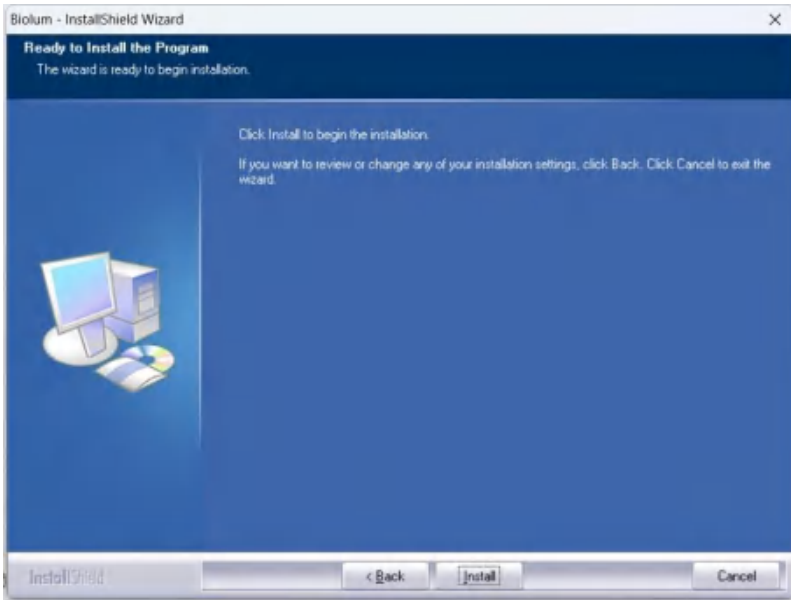 Biolum - InstallShield Wizard
Ready to Install the Program
The wizard is ready to begin installation.
Click Install to begin the installation.
If you want to review or change any of your installation settings, click Back. Click Cancel to exit the
wizard.
InstallShield
< Back
Install
Cancel